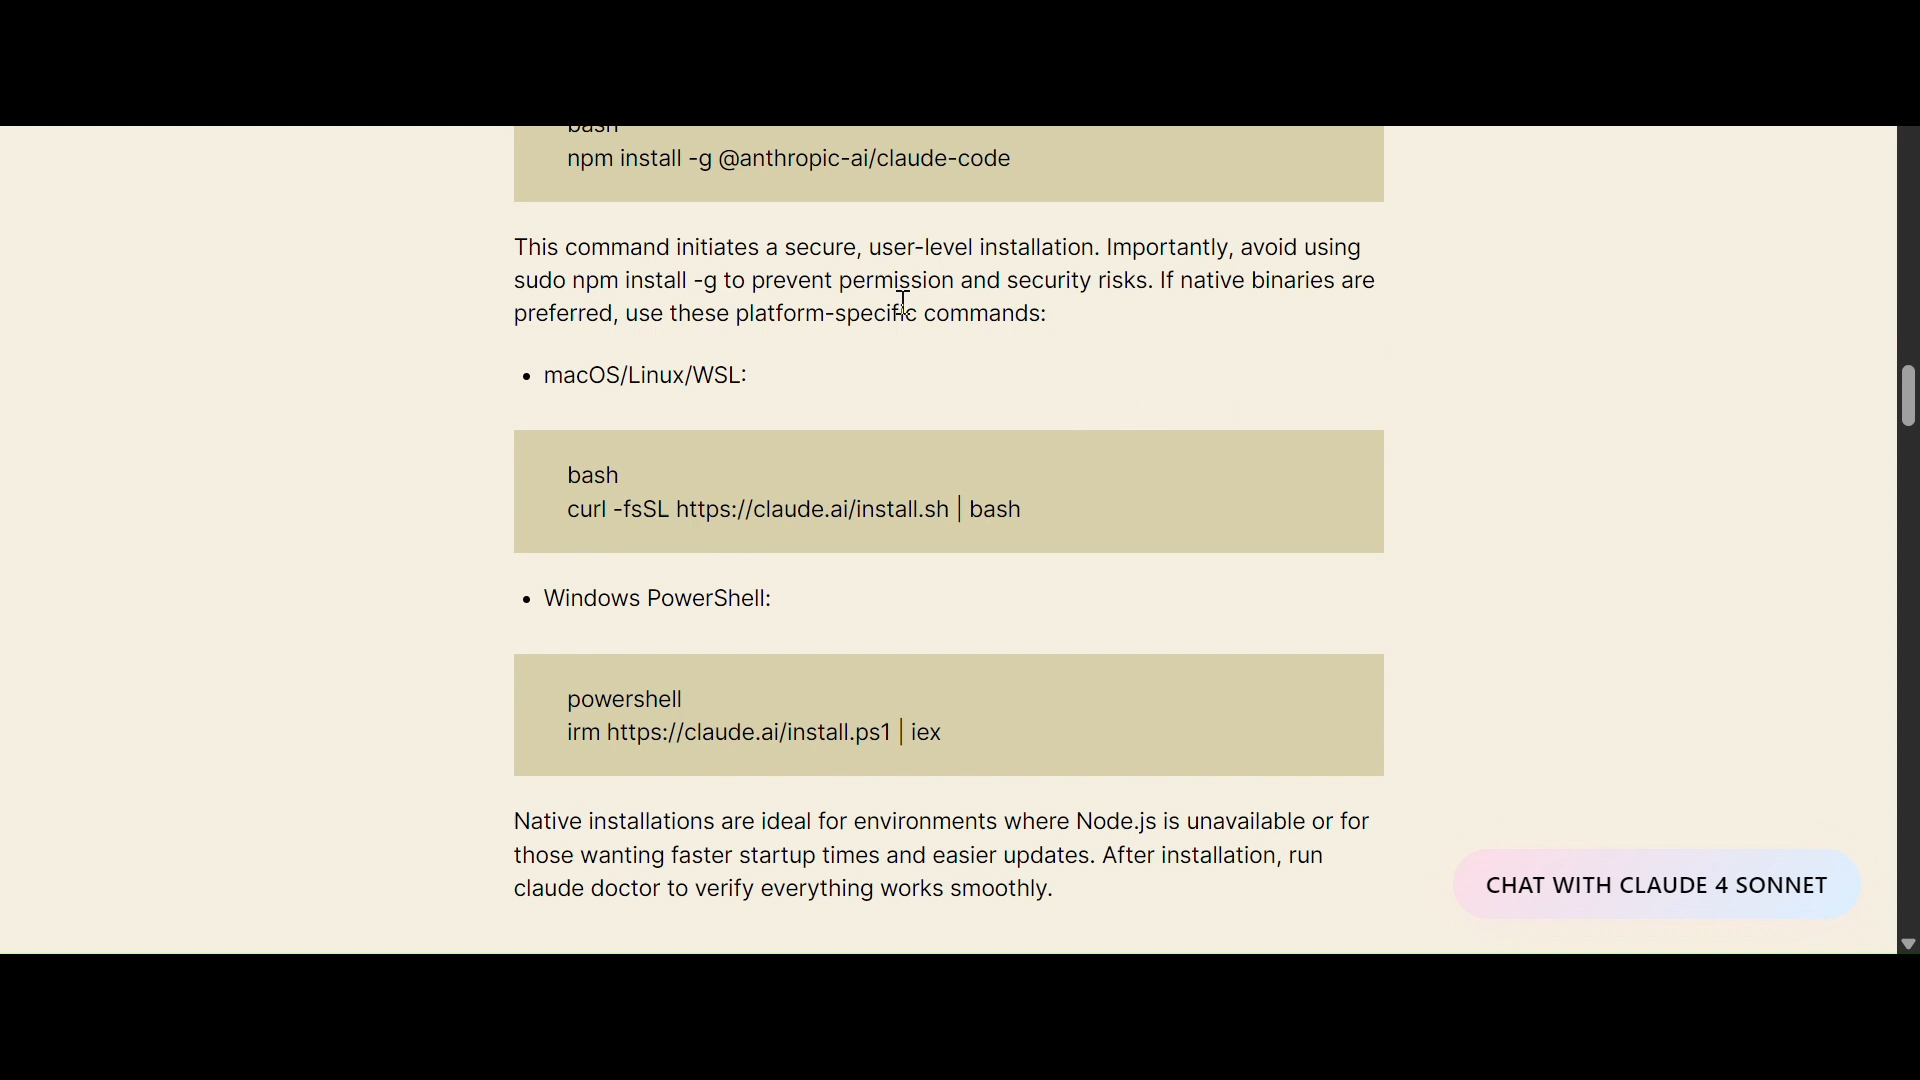 bash
npm install -g @anthropic-ai/claude-code
This command initiates a secure, user-level installation. Importantly, avoid using
sudo npm install -g to prevent permission and security risks. If native binaries are
preferred, use these platform-specific commands:
• macOS/Linux/WSL:
bash
curl -fsSL https://claude.ai/install.sh | bash
• Windows PowerShell:
powershell
irm https://claude.ai/install.ps1 | iex
Native installations are ideal for environments where Node.js is unavailable or for
those wanting faster startup times and easier updates. After installation, run
claude doctor to verify everything works smoothly.
CHAT WITH CLAUDE 4 SONNET